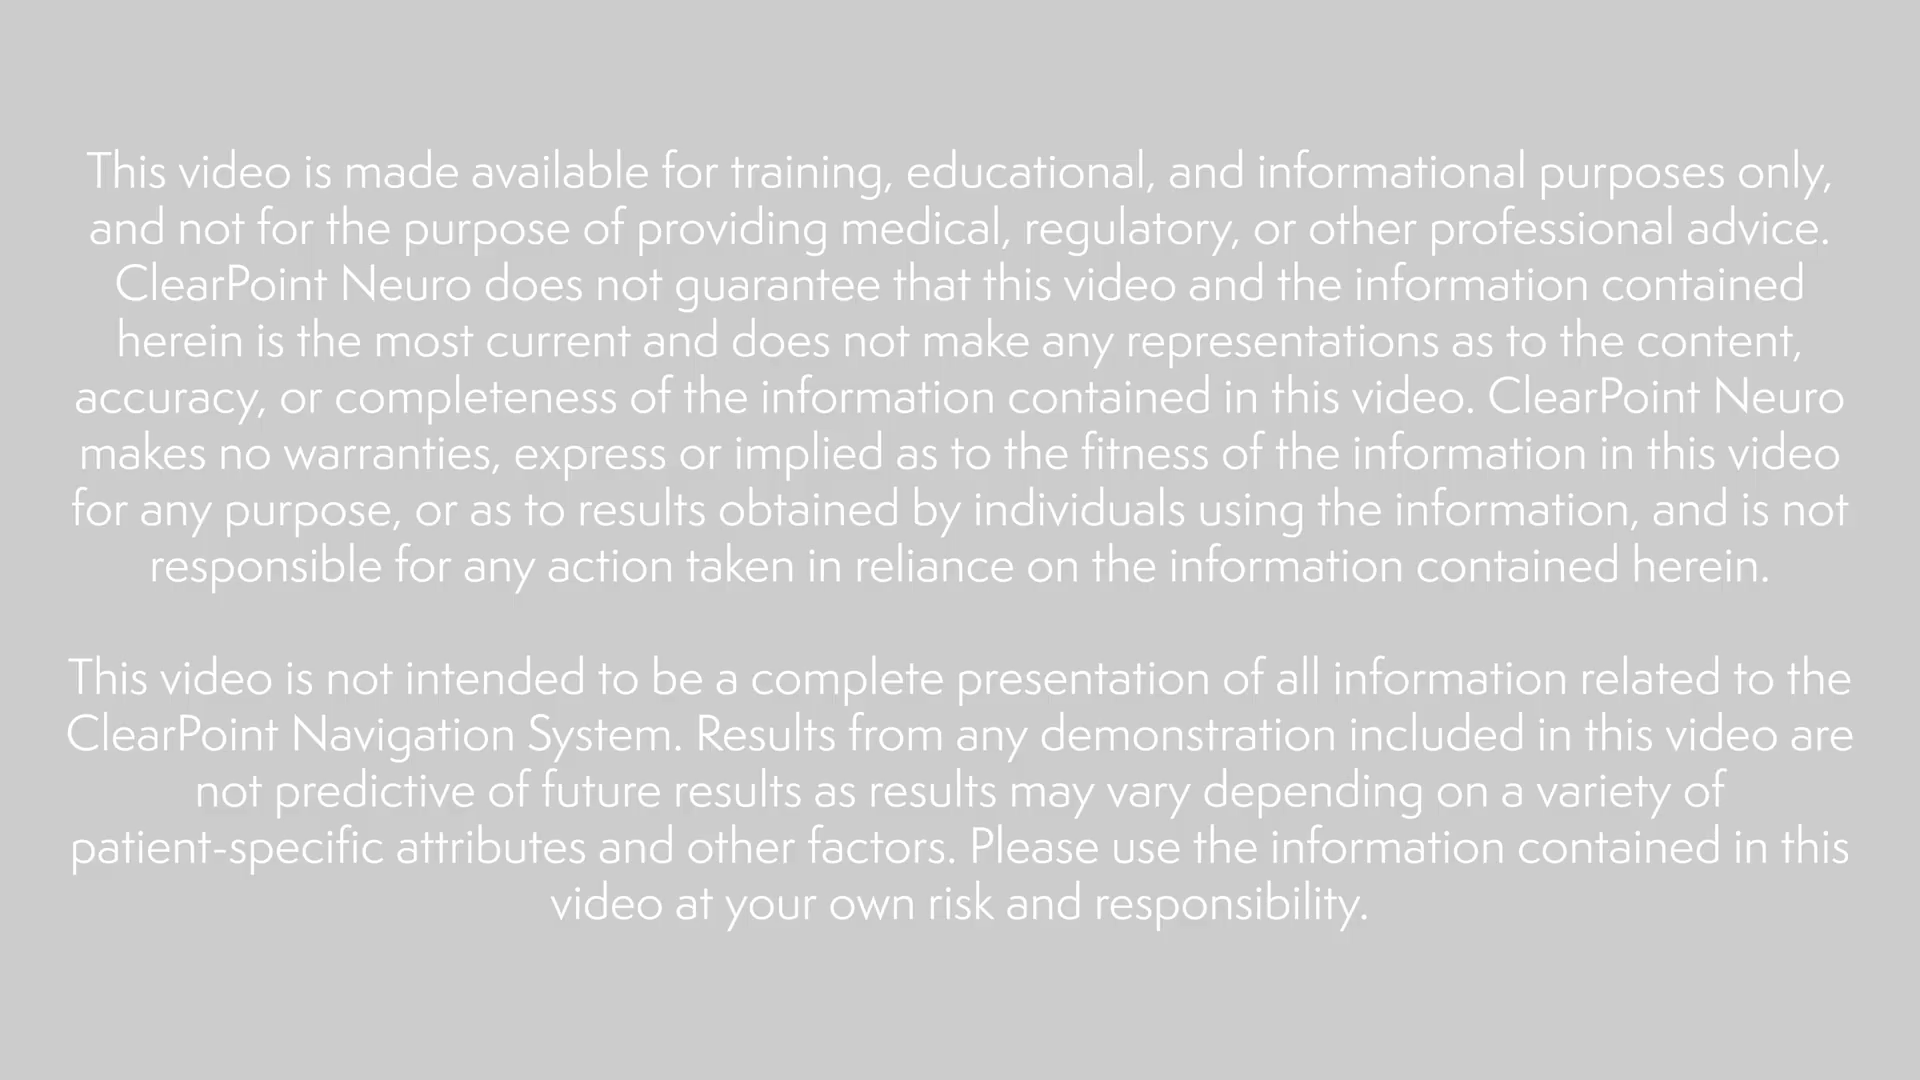 This video is made available for training, educational, and informational purposes only,
and not for the purpose of providing medical, regulatory, or other professional advice.
ClearPoint Neuro does not guarantee that this video and the information contained
herein is the most current and does not make any representations as to the content,
accuracy, or completeness of the information contained in this video. ClearPoint Neuro
makes no warranties, express or implied as to the fitness of the information in this video
for any purpose, or as to results obtained by individuals using the information, and is not
responsible for any action taken in reliance on the information contained herein.
This video is not intended to be a complete presentation of all information related to the
ClearPoint Navigation System. Results from any demonstration included in this video are
not predictive of future results as results may vary depending on a variety of
patient-specific attributes and other factors. Please use the information contained in this
video at your own risk and responsibility.